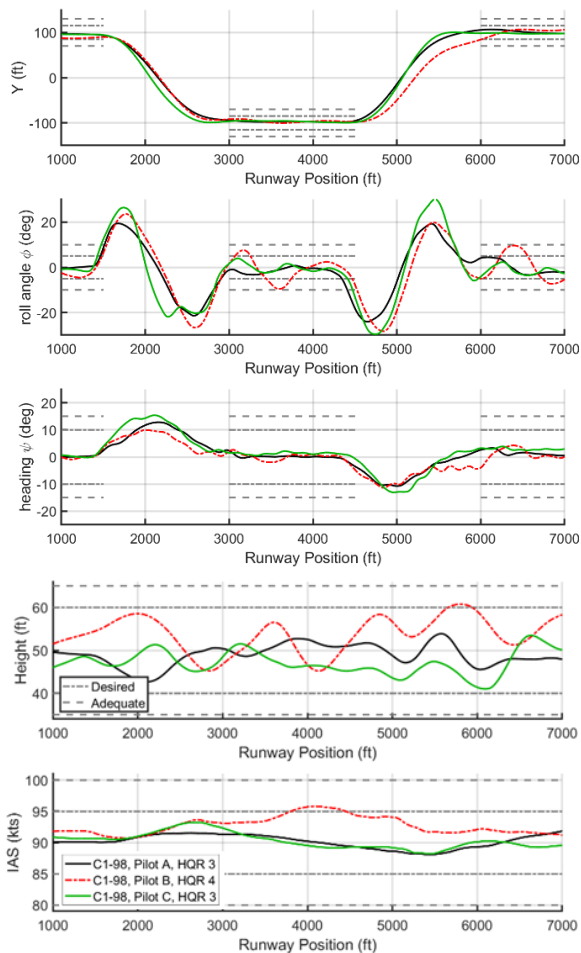 100
0
-100
Y (ft)
1000 2000 3000 4000 5000 6000 7000
Runway Position (ft)
20
0
-20
roll angle ϕ (deg)
1000 2000 3000 4000 5000 6000 7000
Runway Position (ft)
20
10
0
-10
-20
heading ψ (deg)
1000 2000 3000 4000 5000 6000 7000
Runway Position (ft)
60
50
40
Height (ft)
Desired
Adequate
1000 2000 3000 4000 5000 6000 7000
Runway Position (ft)
100
95
90
85
80
IAS (kts)
C1-98, Pilot A, HQR 3
C1-98, Pilot B, HQR 4
C1-98, Pilot C, HQR 3
1000 2000 3000 4000 5000 6000 7000
Runway Position (ft)